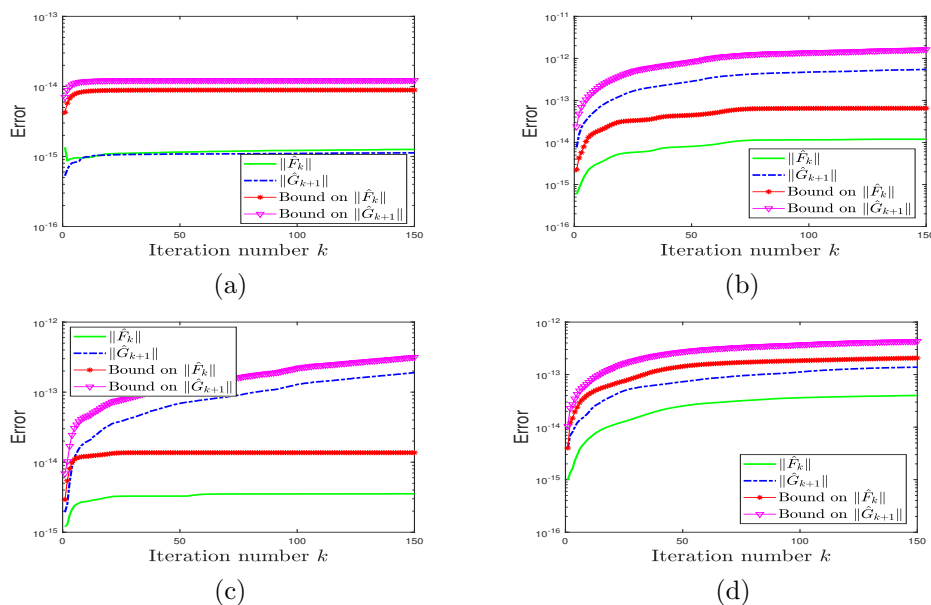 10^-13
10^-14
10^-15
10^-16
Error
0 50 100 150
Iteration number k
‖F̂_k‖
‖Ĝ_{k+1}‖
Bound on ‖F̂_k‖
Bound on ‖Ĝ_{k+1}‖
(a)
10^-11
10^-12
10^-13
10^-14
10^-15
10^-16
Error
0 50 100 150
Iteration number k
‖F̂_k‖
‖Ĝ_{k+1}‖
Bound on ‖F̂_k‖
Bound on ‖Ĝ_{k+1}‖
(b)
10^-12
10^-13
10^-14
10^-15
Error
0 50 100 150
Iteration number k
‖F̂_k‖
‖Ĝ_{k+1}‖
Bound on ‖F̂_k‖
Bound on ‖Ĝ_{k+1}‖
(c)
10^-12
10^-13
10^-14
10^-15
10^-16
Error
0 50 100 150
Iteration number k
‖F̂_k‖
‖Ĝ_{k+1}‖
Bound on ‖F̂_k‖
Bound on ‖Ĝ_{k+1}‖
(d)